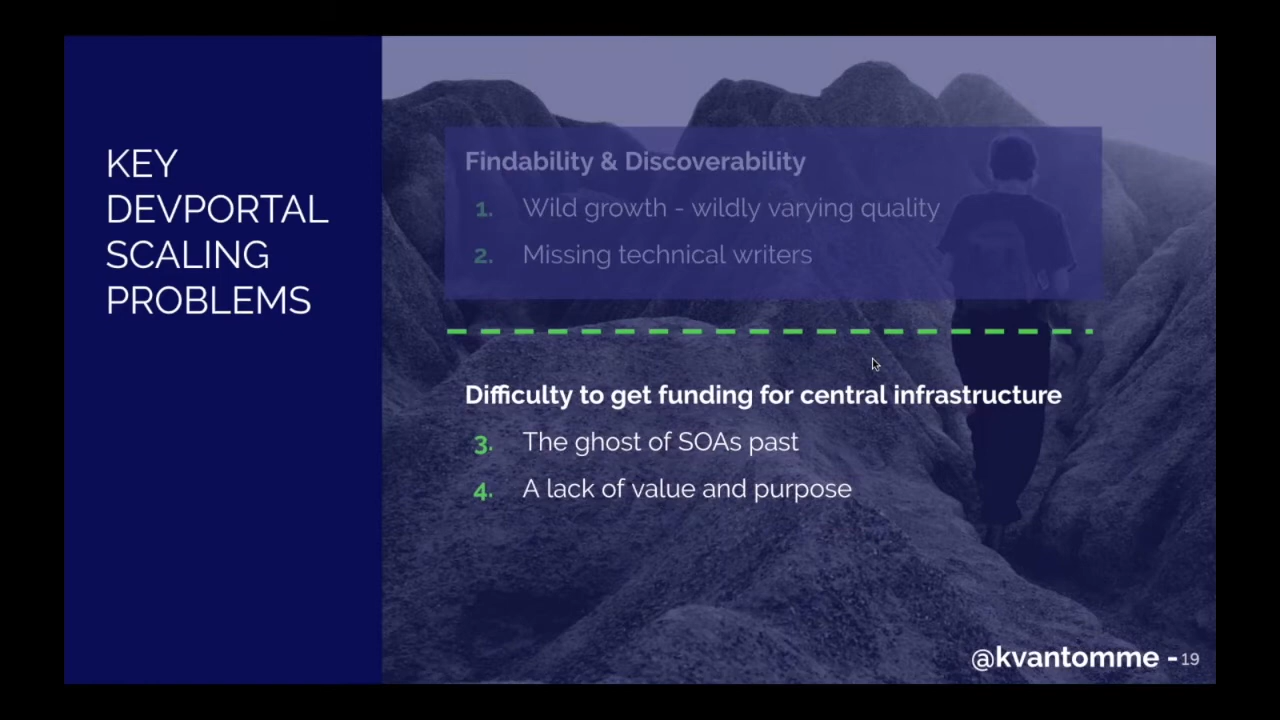 KEY
DEVPORTAL
SCALING
PROBLEMS
Findability & Discoverability
1. Wild growth - wildly varying quality
2. Missing technical writers
Difficulty to get funding for central infrastructure
3. The ghost of SOAs past
4. A lack of value and purpose
@kvantomme - 19